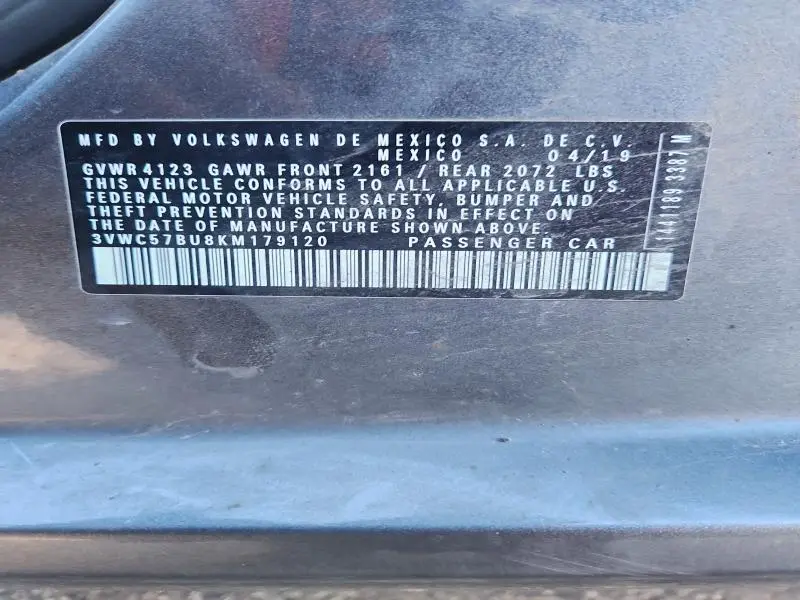 MFD BY VOLKSWAGEN DE MEXICO S.A. DE C.V.
MEXICO 04/19
GVWR 4123 GAWR FRONT 2161 / REAR 2072 LBS
THIS VEHICLE CONFORMS TO ALL APPLICABLE U.S.
FEDERAL MOTOR VEHICLE SAFETY, BUMPER AND
THEFT PREVENTION STANDARDS IN EFFECT ON
THE DATE OF MANUFACTURE SHOWN ABOVE.
3VWC57BU8KM179120 PASSENGER CAR
1441189 3387 M